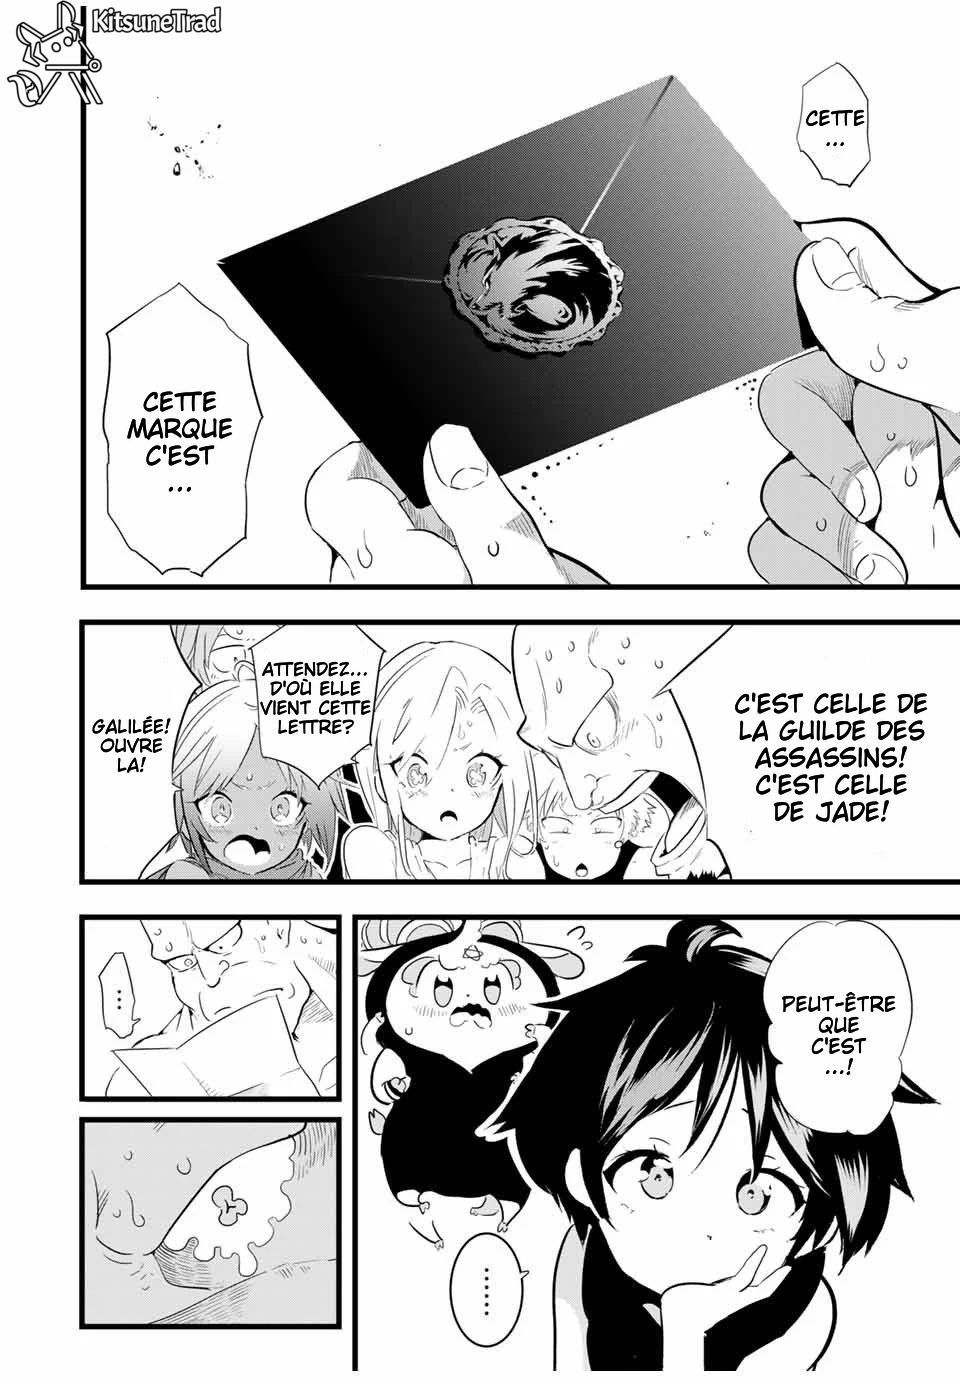 KitsuneTrad
CETTE
...
CETTE
MARQUE
C'EST
...
C'EST CELLE DE
LA GUILDE DES
ASSASSINS!
C'EST CELLE
DE JADE!
ATTENDEZ...
D'OÙ ELLE
VIENT CETTE
LETTRE?
GALILÉE!
OUVRE
LA!
PEUT-ÊTRE
QUE
C'EST
...!
......
...